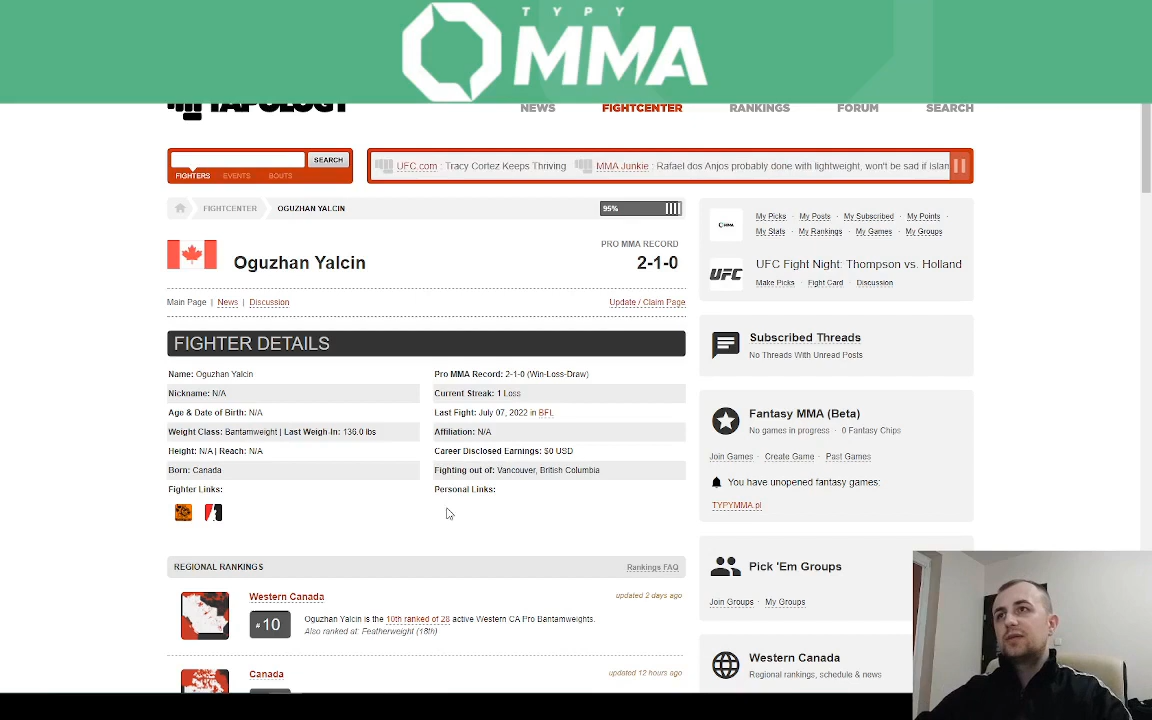 TYPY
MMA
TAPOLOGY
NEWS
FIGHTCENTER
RANKINGS
FORUM
SEARCH
SEARCH
FIGHTERS
EVENTS
BOUTS
UFC.com : Tracy Cortez Keeps Thriving
MMA Junkie : Rafael dos Anjos probably done with lightweight, won't be sad if Islan
FIGHTCENTER
OGUZHAN YALCIN
95%
Oguzhan Yalcin
PRO MMA RECORD
2-1-0
Main Page | News | Discussion
Update / Claim Page
FIGHTER DETAILS
Name: Oguzhan Yalcin
Pro MMA Record: 2-1-0 (Win-Loss-Draw)
Nickname: N/A
Current Streak: 1 Loss
Age & Date of Birth: N/A
Last Fight: July 07, 2022 in BFL
Weight Class: Bantamweight | Last Weigh-In: 136.0 lbs
Affiliation: N/A
Height: N/A | Reach: N/A
Career Disclosed Earnings: $0 USD
Born: Canada
Fighting out of: Vancouver, British Columbia
Fighter Links:
Personal Links:
REGIONAL RANKINGS
Rankings FAQ
Western Canada
updated 2 days ago
#10
Oguzhan Yalcin is the 10th ranked of 28 active Western CA Pro Bantamweights.
Also ranked at: Featherweight (18th)
Canada
updated 12 hours ago
MMA
My Picks · My Posts · My Subscribed · My Points ·
My Stats · My Rankings · My Games · My Groups
UFC
UFC Fight Night: Thompson vs. Holland
Make Picks · Fight Card · Discussion
Subscribed Threads
No Threads With Unread Posts
Fantasy MMA (Beta)
No games in progress · 0 Fantasy Chips
Join Games · Create Game · Past Games
You have unopened fantasy games:
TYPYMMA.pl
Pick 'Em Groups
Join Groups · My Groups
Western Canada
Regional rankings, schedule & news